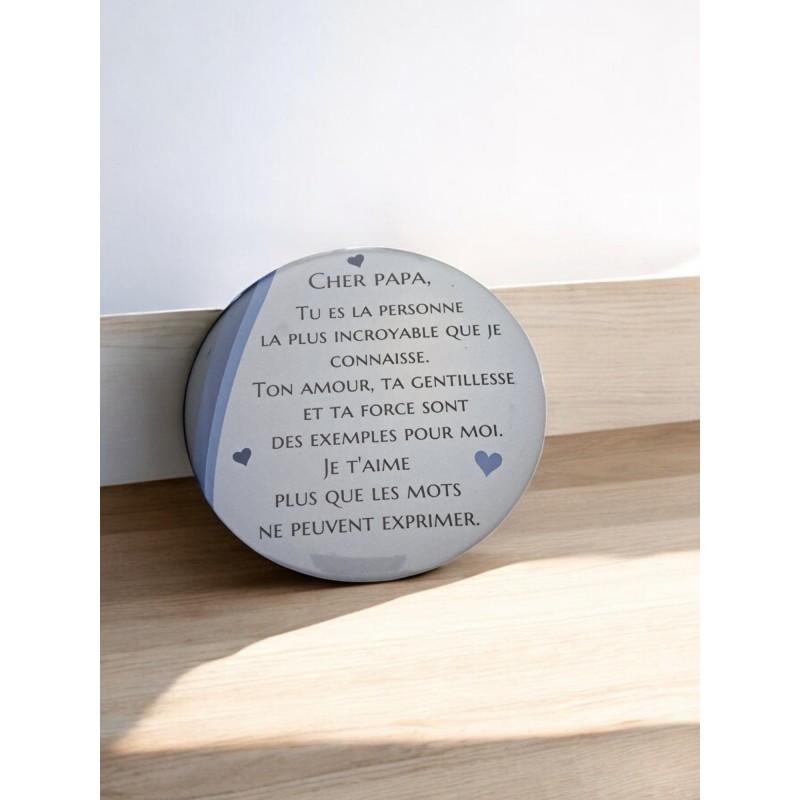 Cher papa,
Tu es la personne
la plus incroyable que je
connaisse.
Ton amour, ta gentillesse
et ta force sont
des exemples pour moi.
Je t'aime
plus que les mots
ne peuvent exprimer.